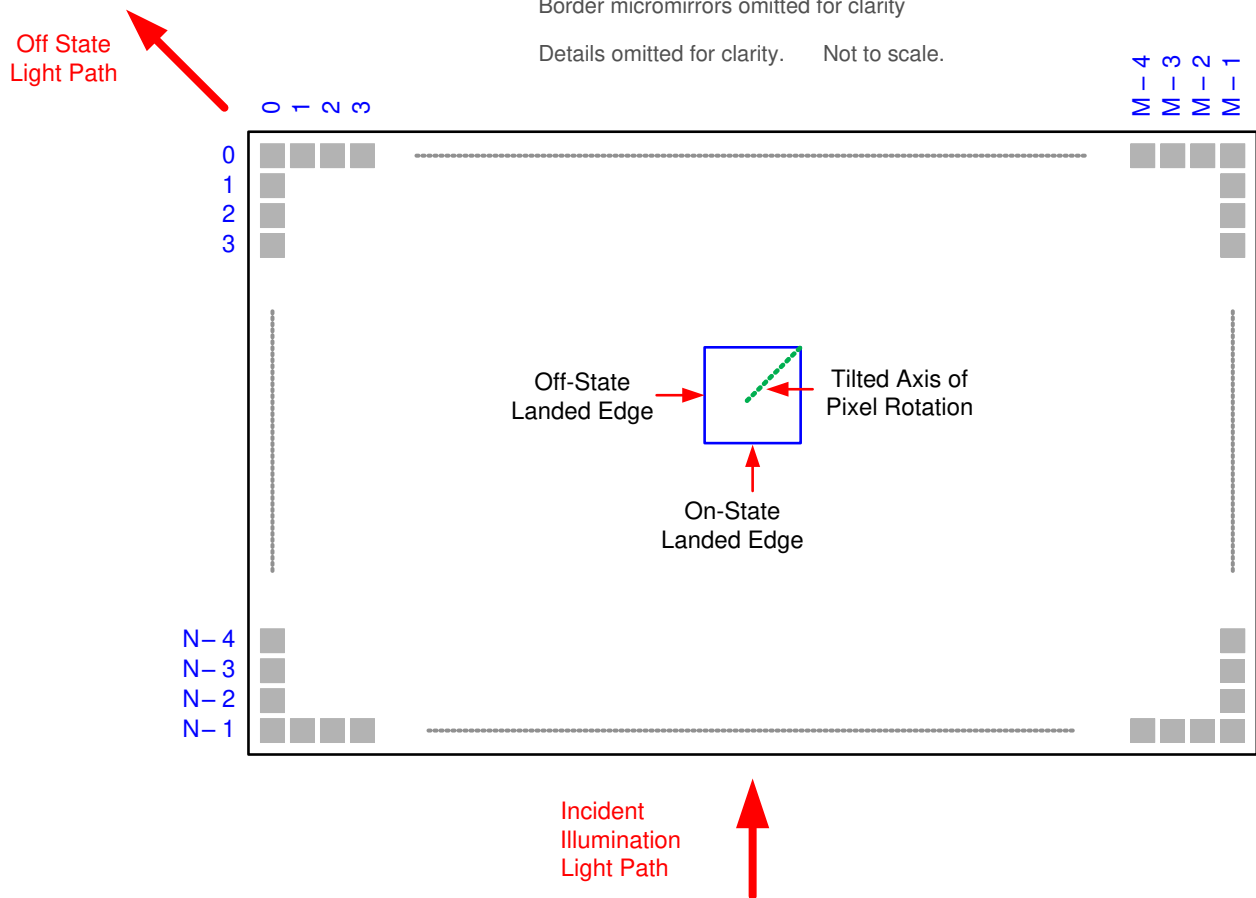 Border micromirrors omitted for clarity
Details omitted for clarity. Not to scale.
Off State
Light Path
0
1
2
3
M – 4
M – 3
M – 2
M – 1
0
1
2
3
Off-State
Landed Edge
Tilted Axis of
Pixel Rotation
On-State
Landed Edge
N – 4
N – 3
N – 2
N – 1
Incident
Illumination
Light Path